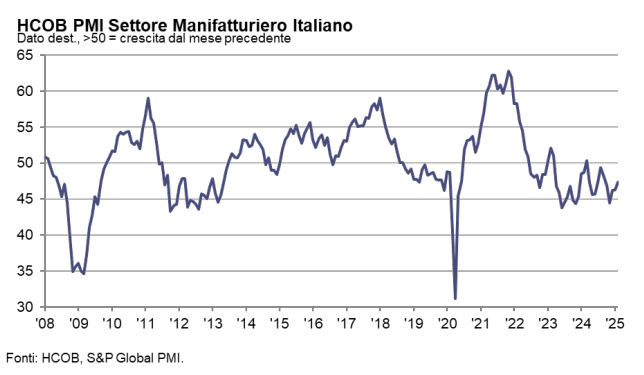 HCOB PMI Settore Manifatturiero Italiano
Dato dest., >50 = crescita dal mese precedente
65
60
55
50
45
40
35
30
'08 '09 '10 '11 '12 '13 '14 '15 '16 '17 '18 '19 '20 '21 '22 '23 '24 '25
Fonti: HCOB, S&P Global PMI.